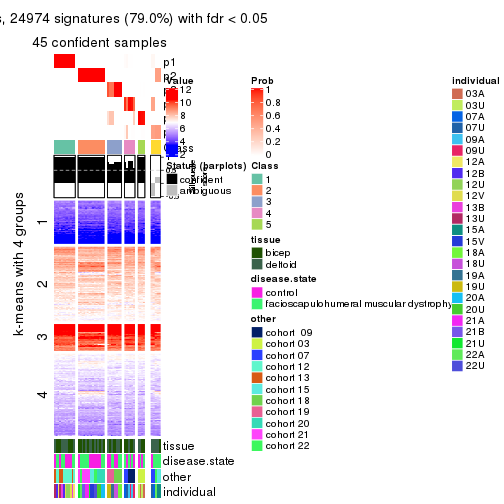 s, 24974 signatures (79.0%) with fdr < 0.05
45 confident samples
p1
p2
Value
12
10
8
6
4
Prob
1
0.8
0.6
0.4
0.2
0
Status (barplots)
confident
ambiguous
Class
1
2
3
4
5
tissue
bicep
deltoid
disease.state
control
facioscapulohumeral muscular dystrophy
other
cohort 09
cohort 03
cohort 07
cohort 12
cohort 13
cohort 15
cohort 18
cohort 19
cohort 20
cohort 21
cohort 22
individual
03A
03U
07A
07U
09A
09U
12A
12B
12U
12V
13B
13U
15A
15V
18A
18U
19A
19U
20A
20U
21A
21B
21U
22A
22U
k-means with 4 groups
1
2
3
4
tissue
disease.state
other
individual